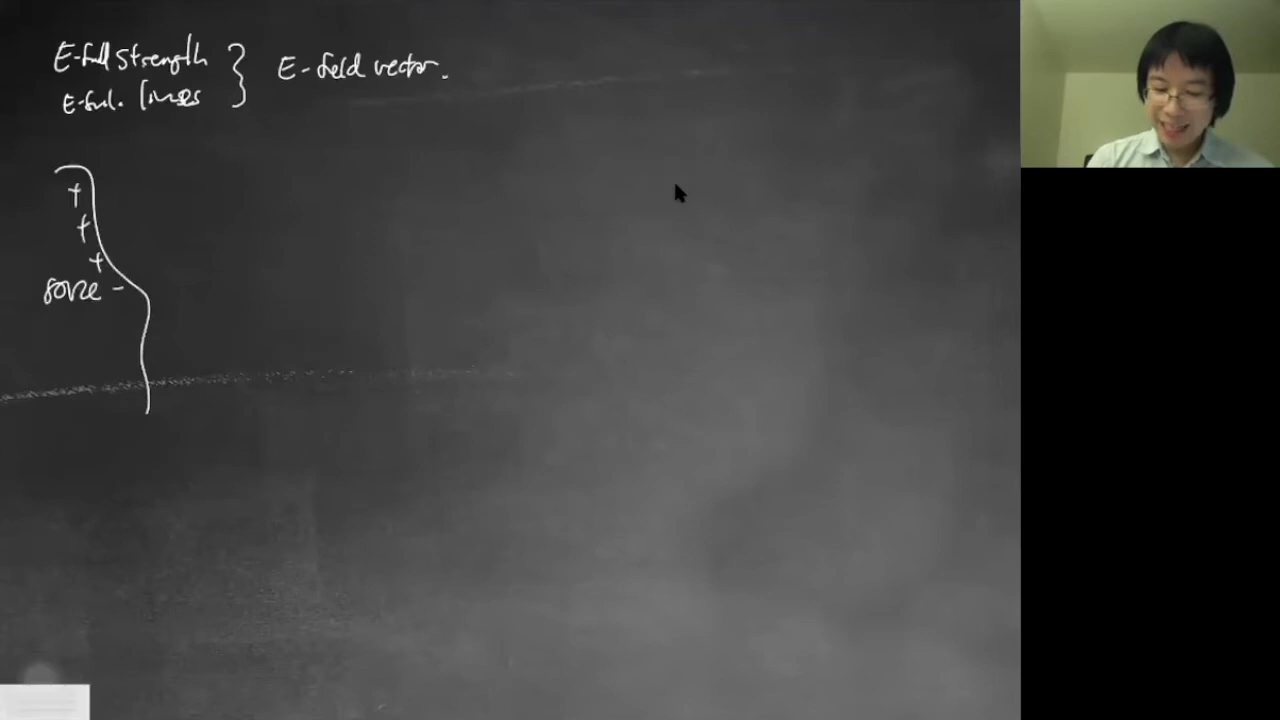 E-field strength } E-field vector.
E-field lines
+
+
+
source -